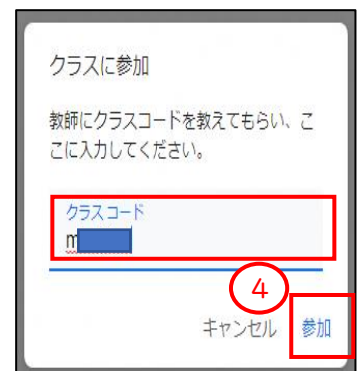 クラスに参加
教師にクラスコードを教えてもらい、こ
こに入力してください。
クラスコード
m
4
キャンセル 参加